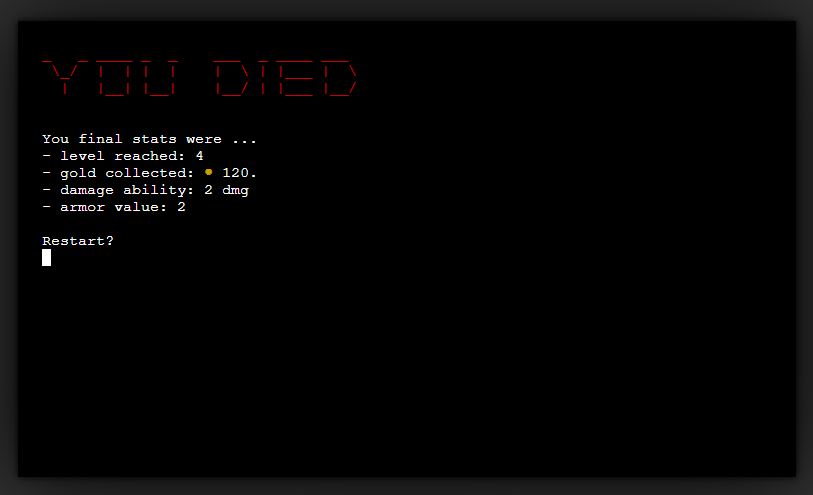 YOU DIED
You final stats were ...
- level reached: 4
- gold collected: ● 120.
- damage ability: 2 dmg
- armor value: 2
Restart?